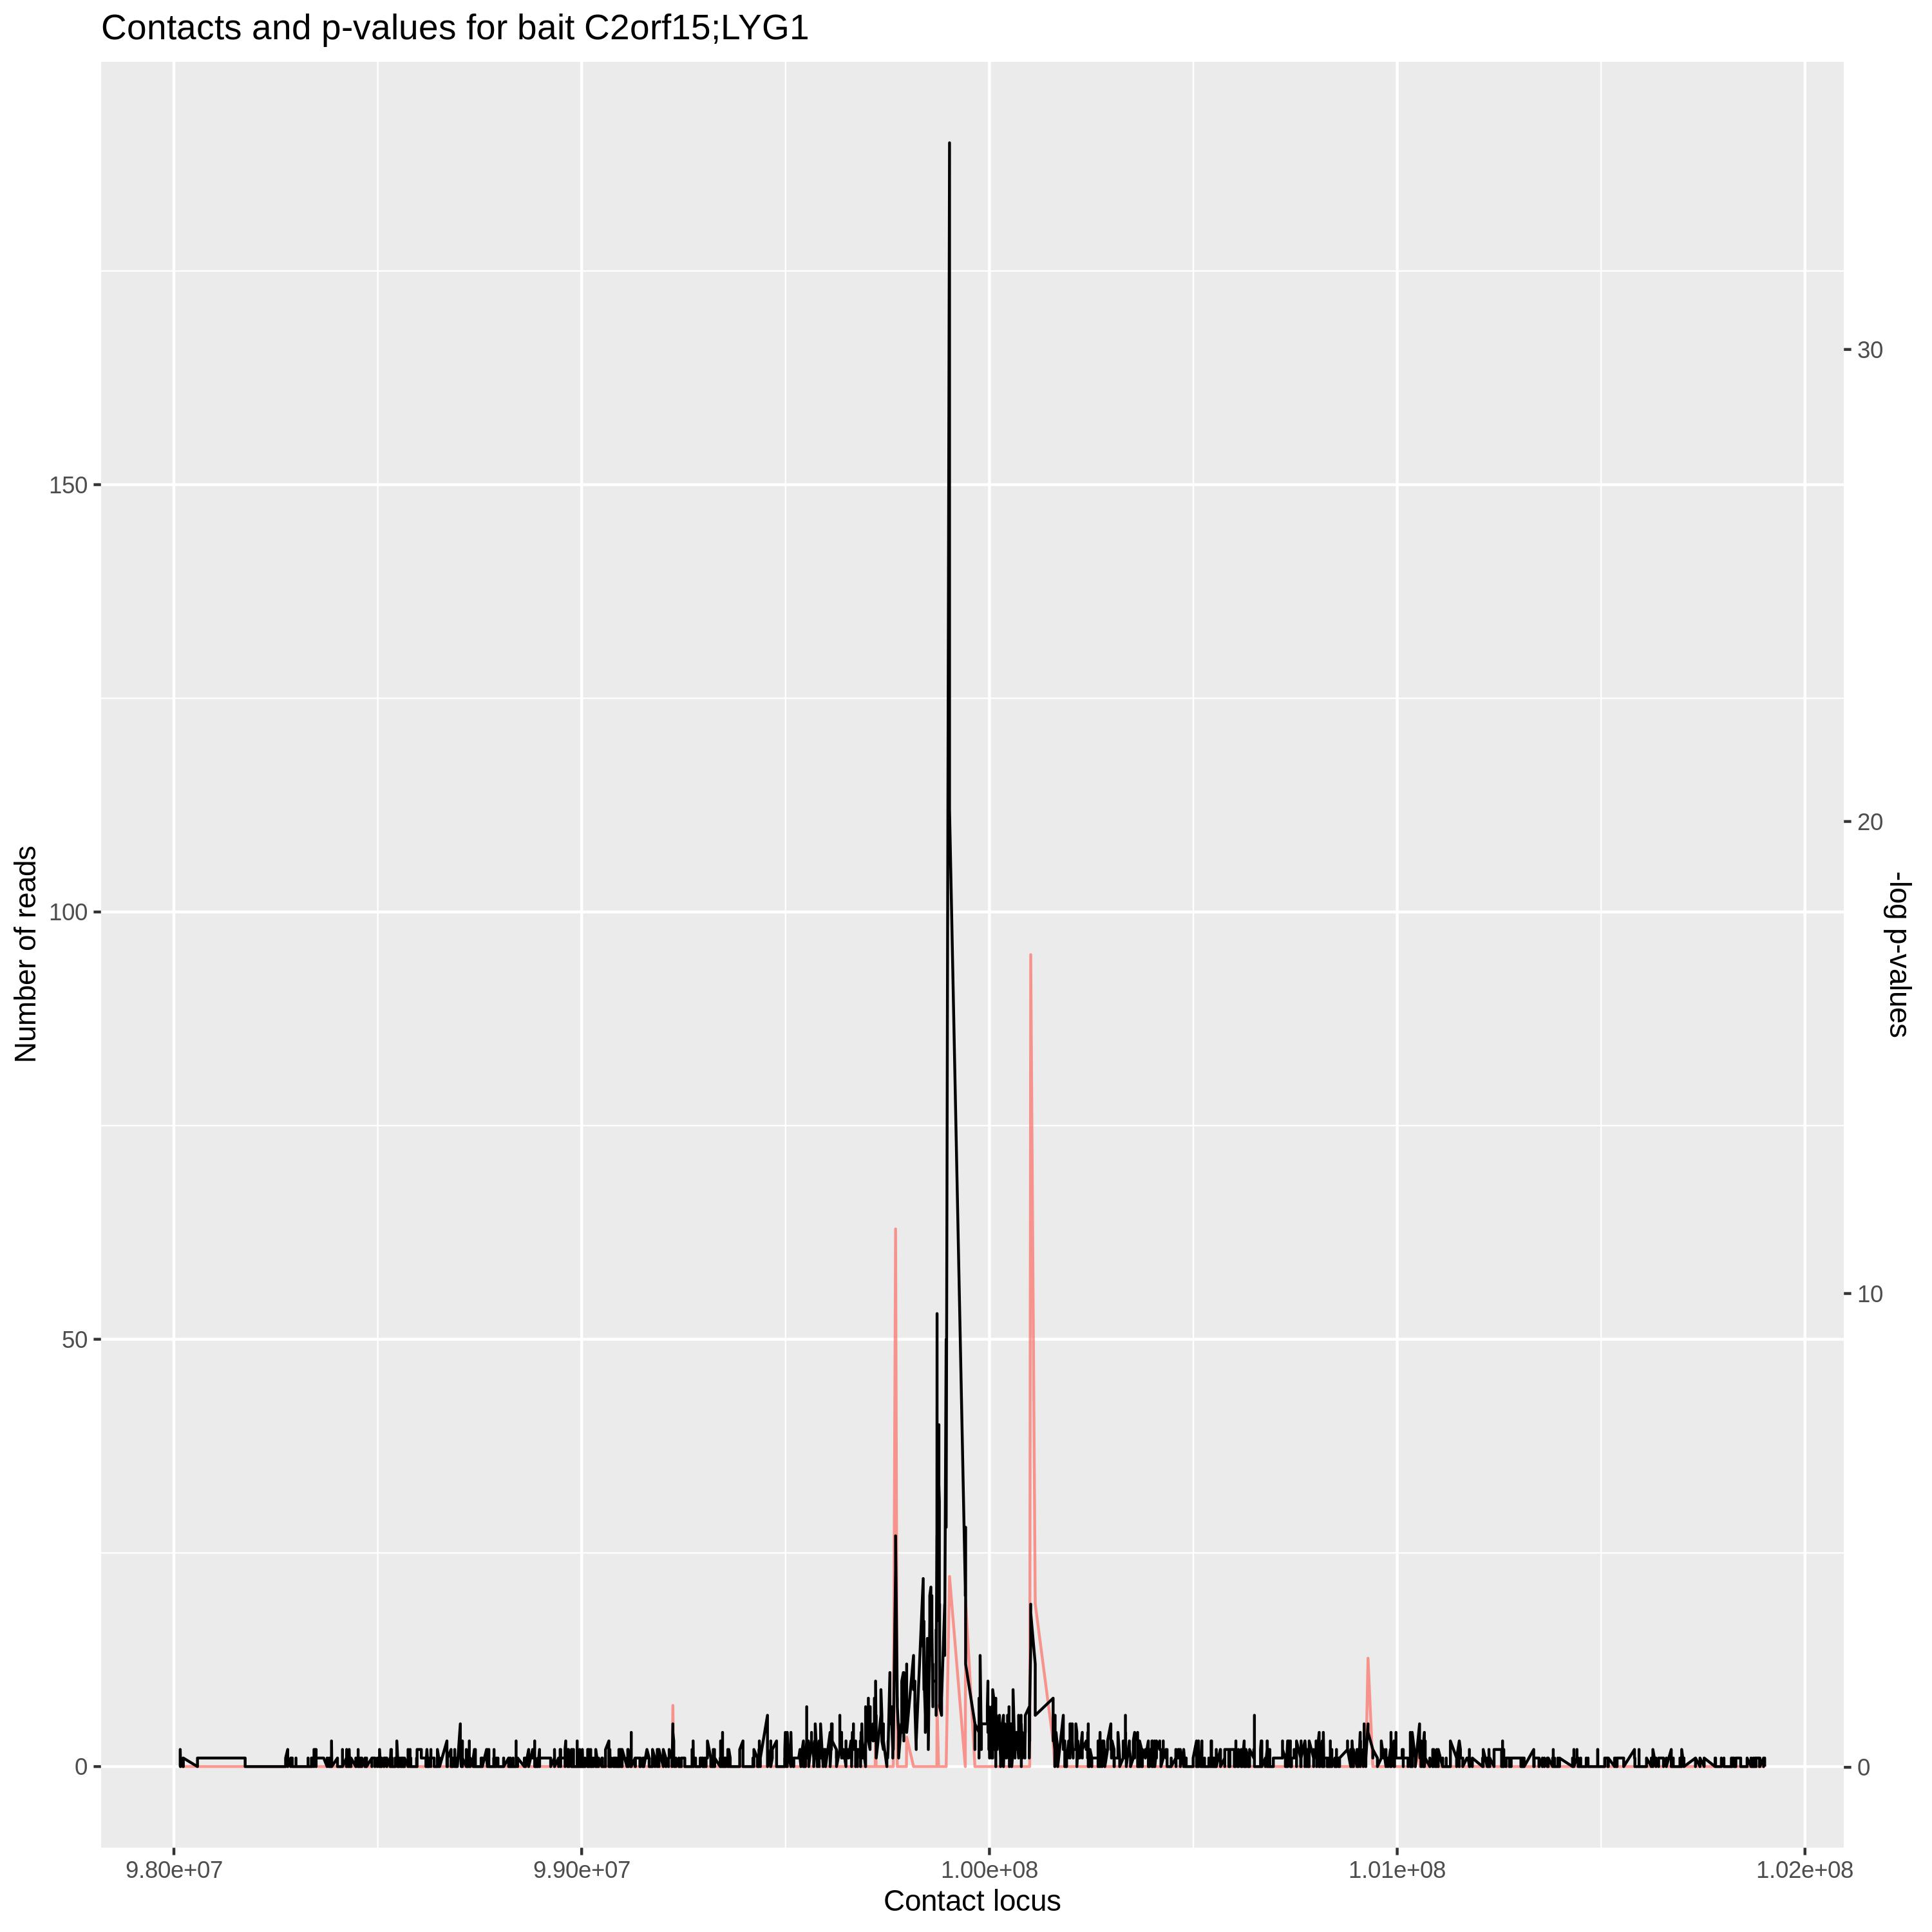 Contacts and p-values for bait C2orf15;LYG1
Number of reads
150
100
50
0
30
20
10
0
-log p-values
9.80e+07
9.90e+07
1.00e+08
1.01e+08
1.02e+08
Contact locus